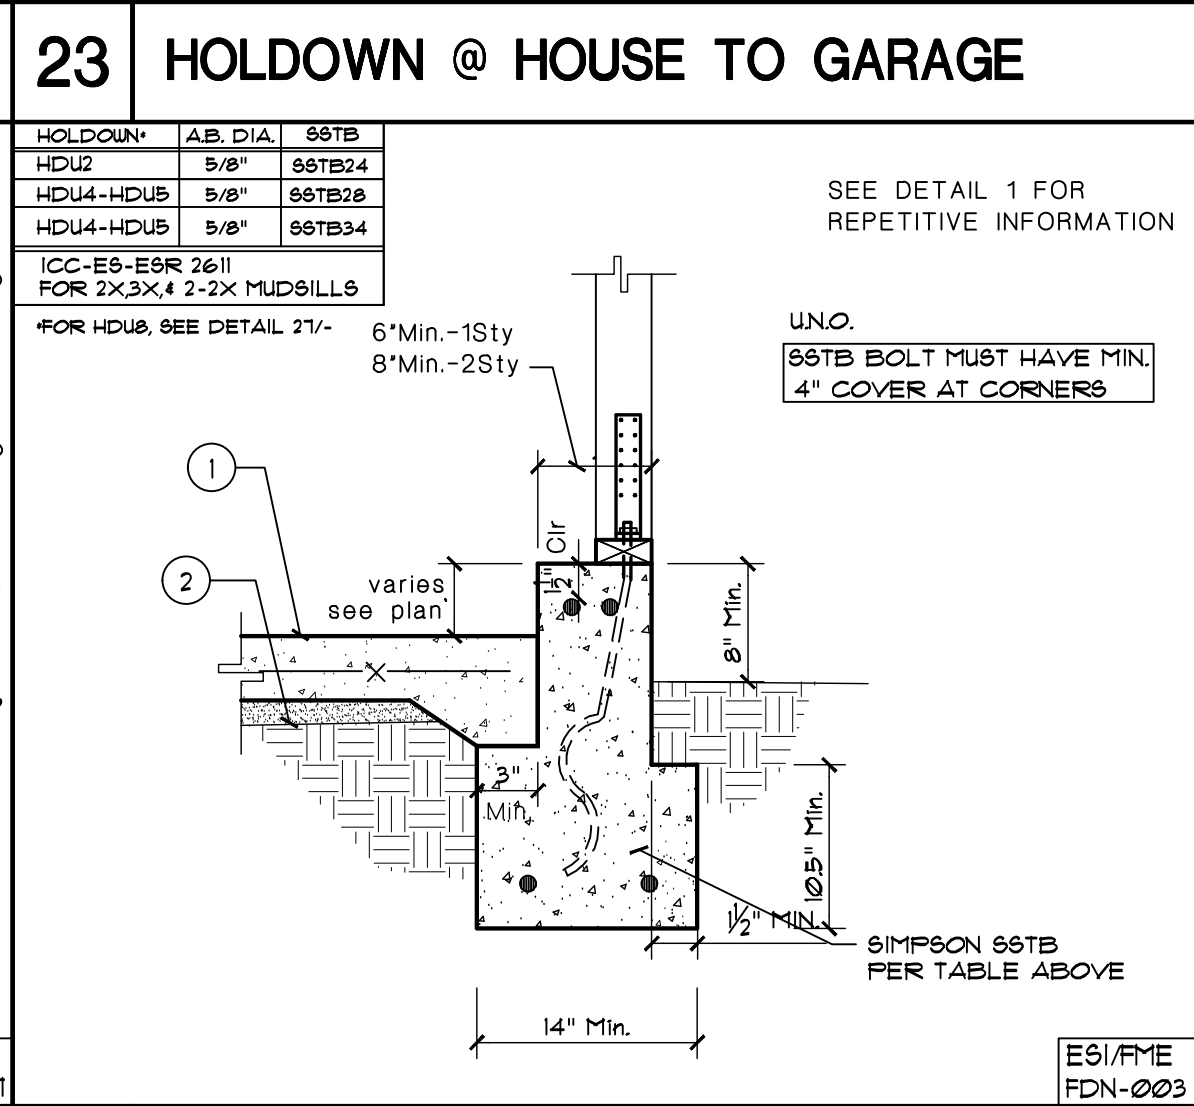 23 HOLDOWN @ HOUSE TO GARAGE
HOLDOWN* A.B. DIA. SSTB
HDU2 5/8" SSTB24
HDU4-HDU5 5/8" SSTB28
HDU4-HDU5 5/8" SSTB34
ICC-ES-ESR 2611
FOR 2X,3X,& 2-2X MUDSILLS
*FOR HDU8, SEE DETAIL 27/-
SEE DETAIL 1 FOR
REPETITIVE INFORMATION
6"Min.-1Sty
8"Min.-2Sty
U.N.O.
SSTB BOLT MUST HAVE MIN.
4" COVER AT CORNERS
1
2
1 1/2" Clr
varies
see plan
8" Min.
3"
Min.
10.5" Min.
1 1/2" MIN.
SIMPSON SSTB
PER TABLE ABOVE
14" Min.
ESI/FME
FDN-003